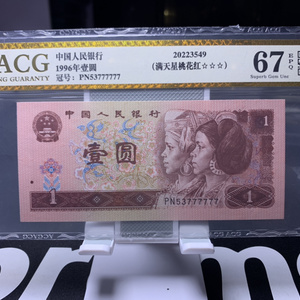 ACG
NG GUARANTY
中国人民银行
1996年壹圆
冠号：PN53777777
20223549
(满天星桃花红☆☆☆)
67 EPQ
Superb Gem Unc
中国人民银行
壹圆
1
1
PN53777777
ACGACG